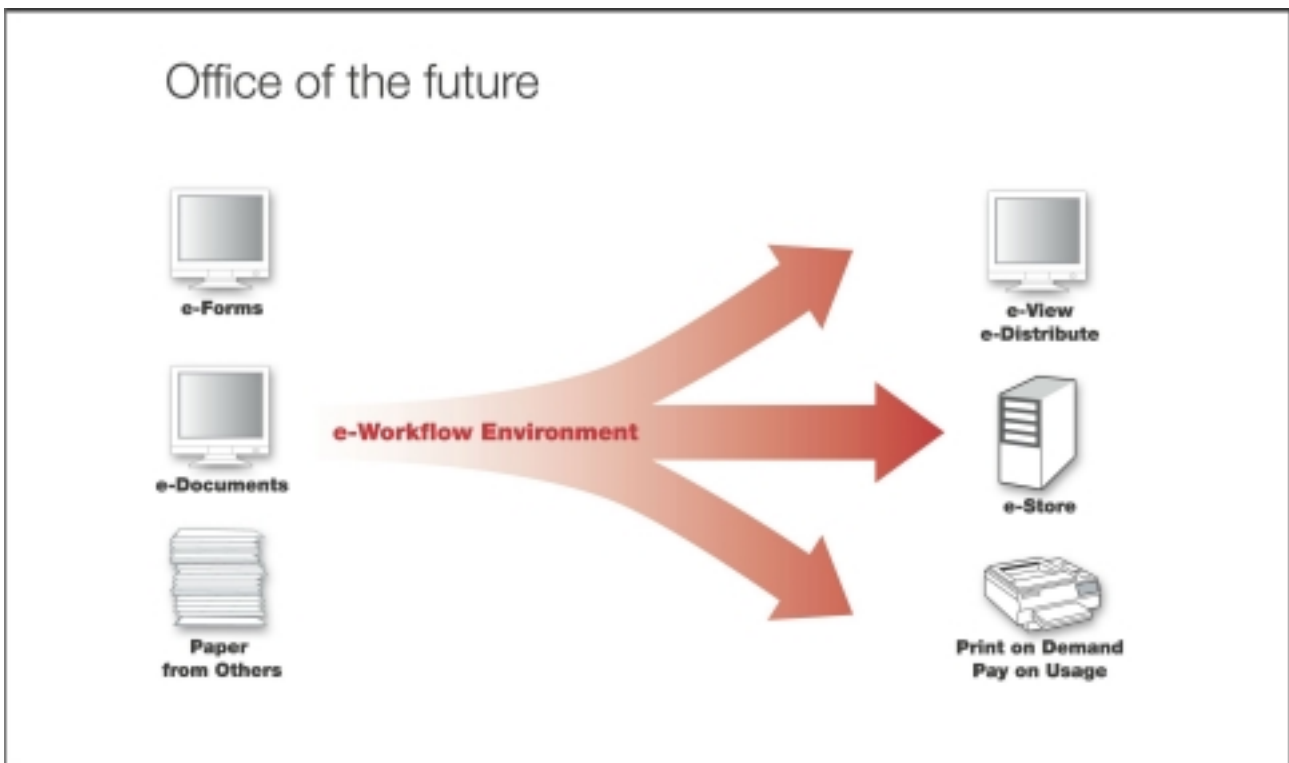 Office of the future
e-Forms
e-Documents
Paper
from Others
e-Workflow Environment
e-View
e-Distribute
e-Store
Print on Demand
Pay on Usage